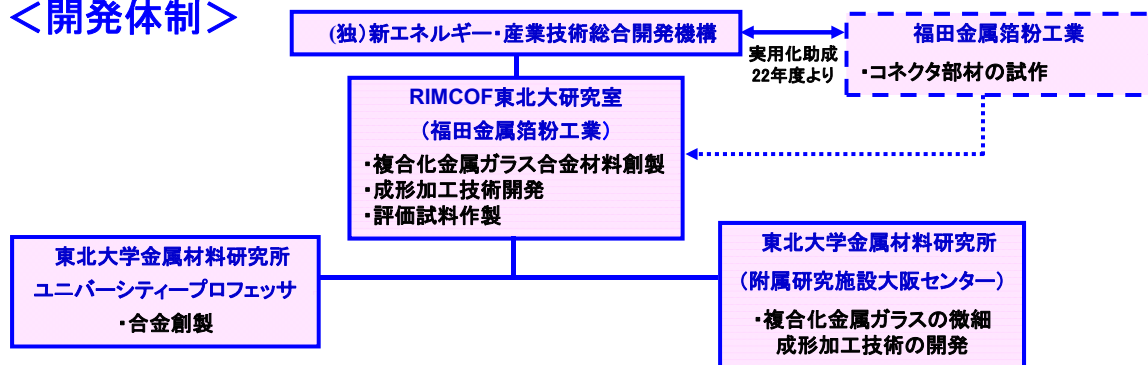 ＜開発体制＞
(独)新エネルギー・産業技術総合開発機構
実用化助成
22年度より
福田金属箔粉工業
・コネクタ部材の試作
RIMCOF東北大研究室
（福田金属箔粉工業）
・複合化金属ガラス合金材料創製
・成形加工技術開発
・評価試料作製
東北大学金属材料研究所
ユニバーシティープロフェッサ
・合金創製
東北大学金属材料研究所
（附属研究施設大阪センター）
・複合化金属ガラスの微細
成形加工技術の開発